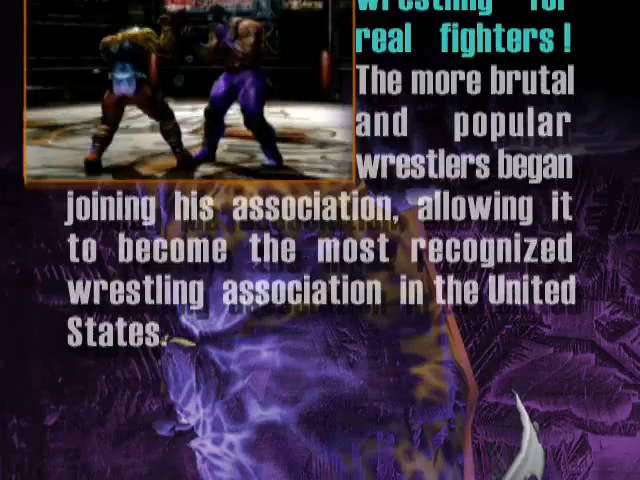 wrestling for
real fighters!
The more brutal
and popular
wrestlers began
joining his association, allowing it
to become the most recognized
wrestling association in the United
States.